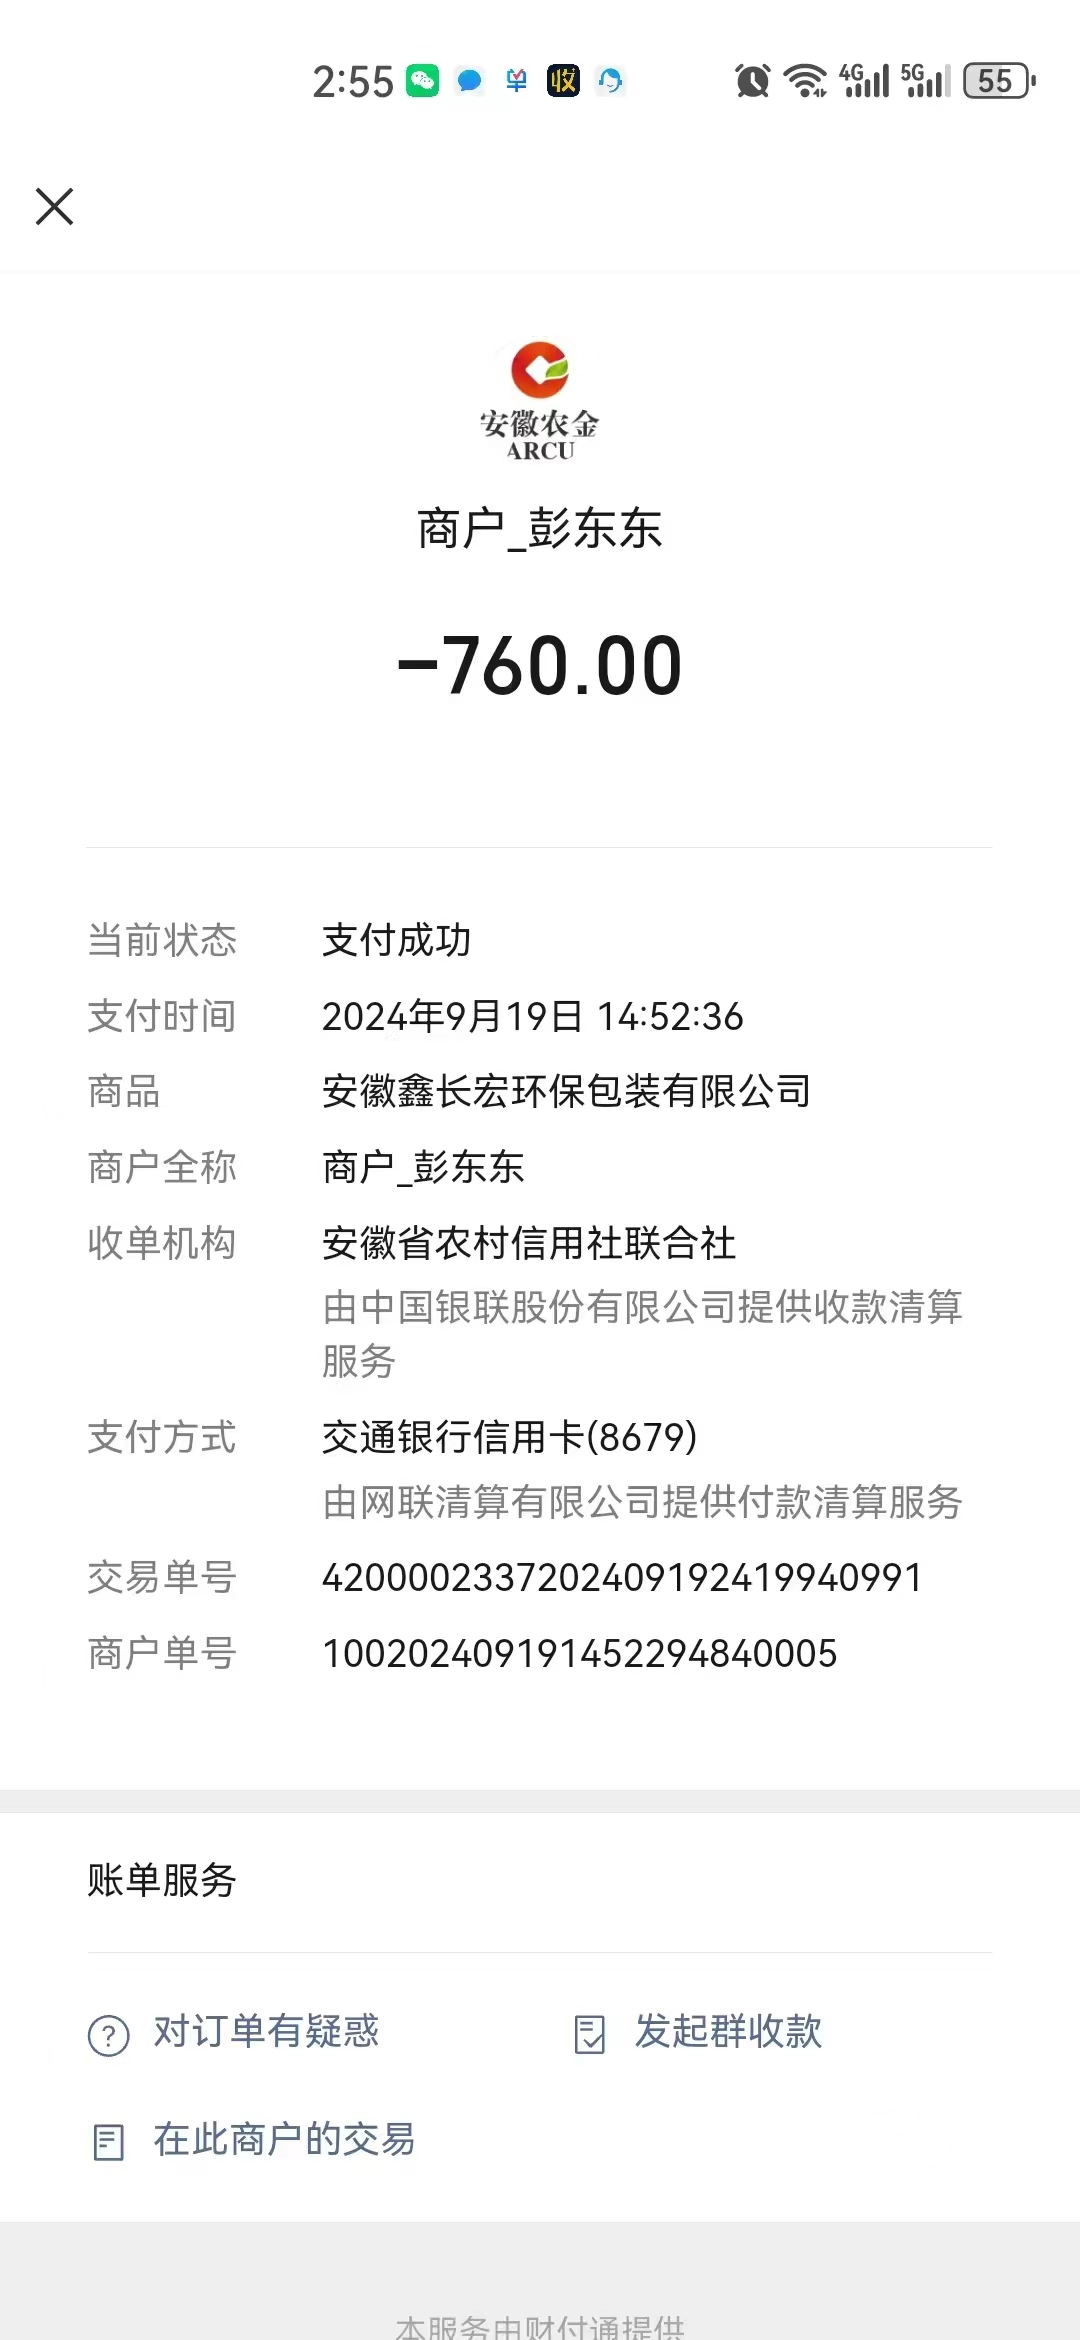 2:55 收 4G 5G 55
安徽农金
ARCU
商户_彭东东
-760.00
当前状态 支付成功
支付时间 2024年9月19日 14:52:36
商品 安徽鑫长宏环保包装有限公司
商户全称 商户_彭东东
收单机构 安徽省农村信用社联合社
由中国银联股份有限公司提供收款清算
服务
支付方式 交通银行信用卡(8679)
由网联清算有限公司提供付款清算服务
交易单号 4200002337202409192419940991
商户单号 100202409191452294840005
账单服务
对订单有疑惑 发起群收款
在此商户的交易
本服务由财付通提供